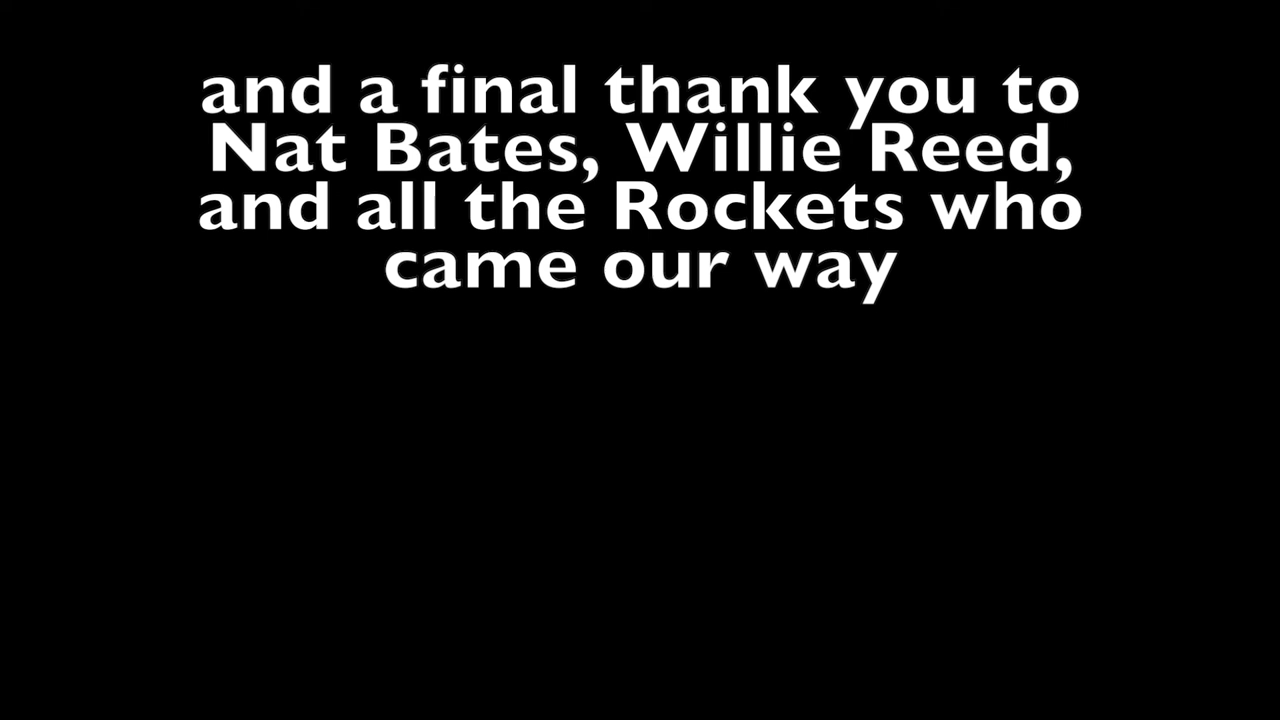 and a final thank you to
Nat Bates, Willie Reed,
and all the Rockets who
came our way